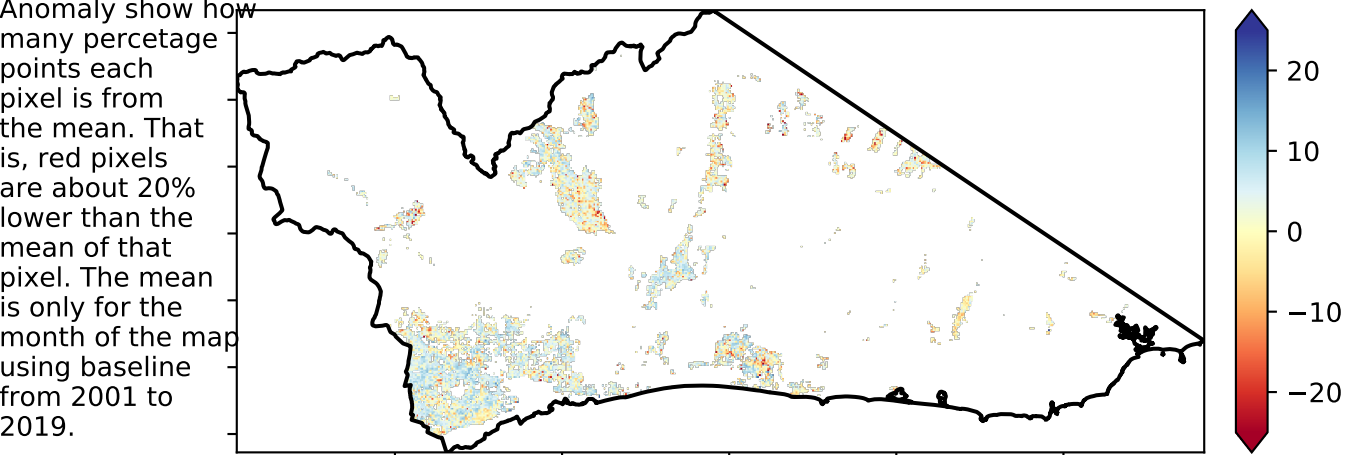 Anomaly show how
many percetage
points each
pixel is from
the mean. That
is, red pixels
are about 20%
lower than the
mean of that
pixel. The mean
is only for the
month of the map
using baseline
from 2001 to
2019.
20
10
0
−10
−20